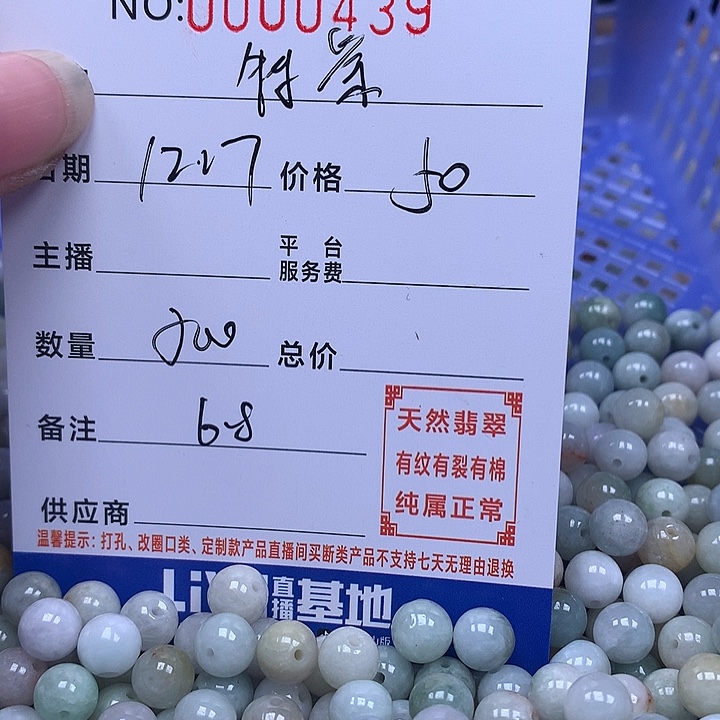 NO:0000439
日期 12.17 价格 50
主播 平台服务费
数量 500 总价
备注 6-8
天然翡翠
有纹有裂有棉
纯属正常
供应商
温馨提示：打孔、改圈口类、定制款产品直播间买断类产品不支持七天无理由退换
Live 直播基地